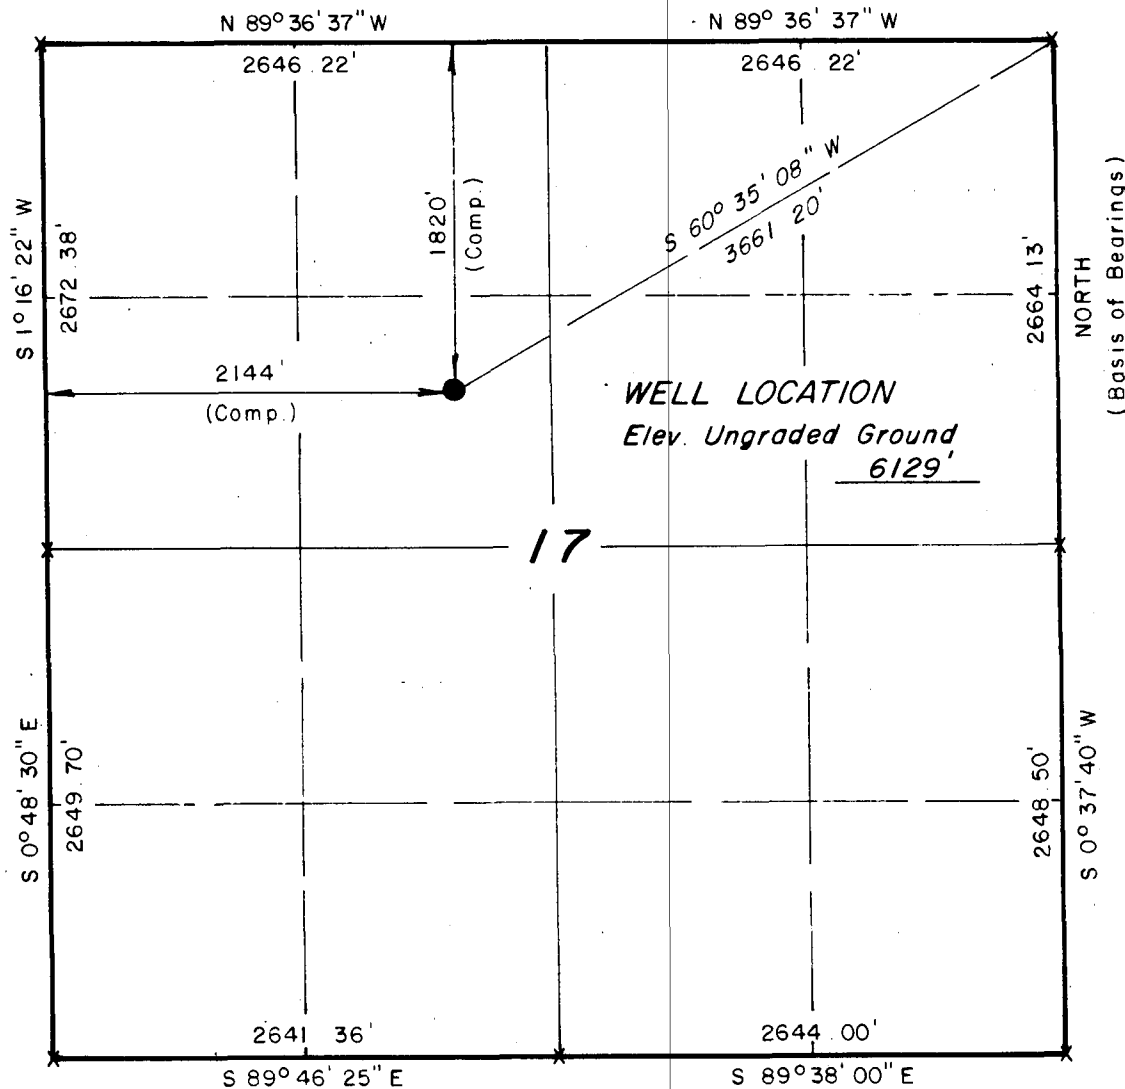 N 89° 36' 37" W
N 89° 36' 37" W
2646.22'
2646.22'
S 1° 16' 22" W
2672.38'
1820'
(Comp.)
S 60° 35' 08" W
3661 20'
2664.13'
NORTH
(Basis of Bearings)
2144'
(Comp.)
WELL LOCATION
Elev. Ungraded Ground
6129'
17
S 0° 48' 30" E
2649.70'
2648.50'
S 0° 37' 40" W
2641 36'
2644.00'
S 89° 46' 25" E
S 89° 38' 00" E